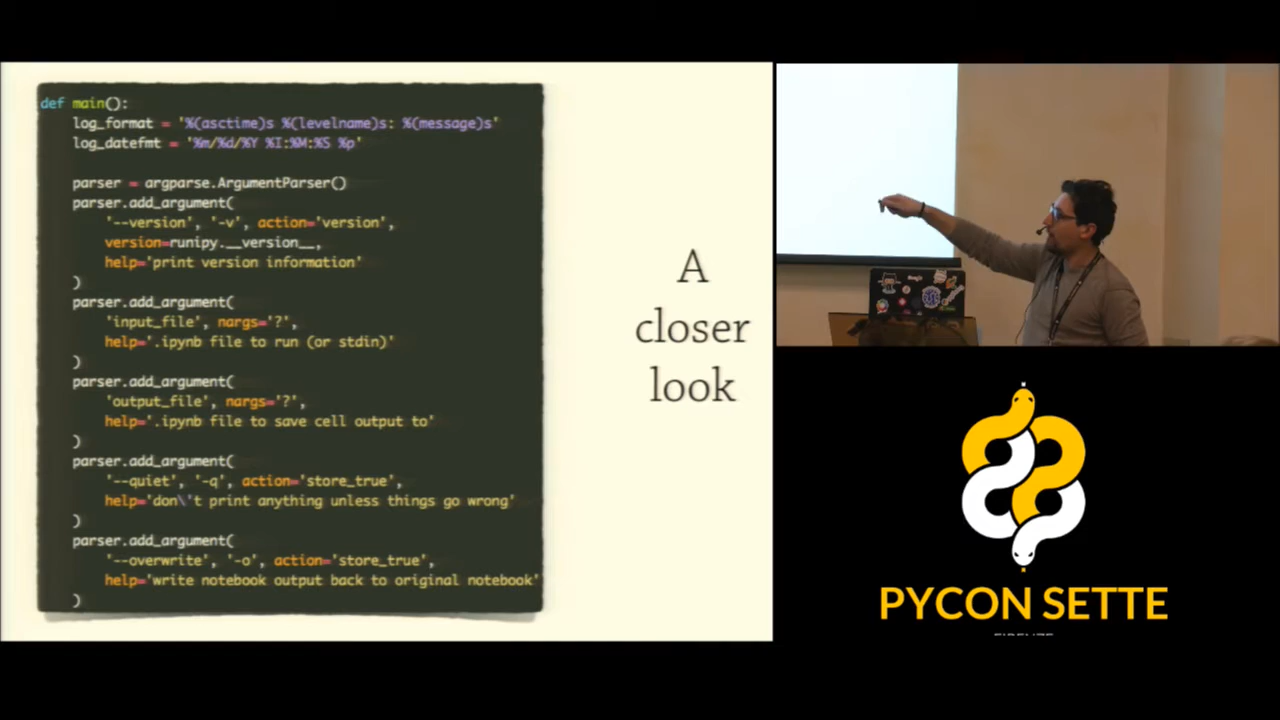 def main():
    log_format = '%(asctime)s %(levelname)s: %(message)s'
    log_datefmt = '%m/%d/%Y %I:%M:%S %p'
    parser = argparse.ArgumentParser()
    parser.add_argument(
        '--version', '-v', action='version',
        version=runipy.__version__,
        help='print version information'
    )
    parser.add_argument(
        'input_file', nargs='?',
        help='.ipynb file to run (or stdin)'
    )
    parser.add_argument(
        'output_file', nargs='?',
        help='.ipynb file to save cell output to'
    )
    parser.add_argument(
        '--quiet', '-q', action='store_true',
        help='don\'t print anything unless things go wrong'
    )
    parser.add_argument(
        '--overwrite', '-o', action='store_true',
        help='write notebook output back to original notebook'
    )
A
closer
look
PYCON SETTE